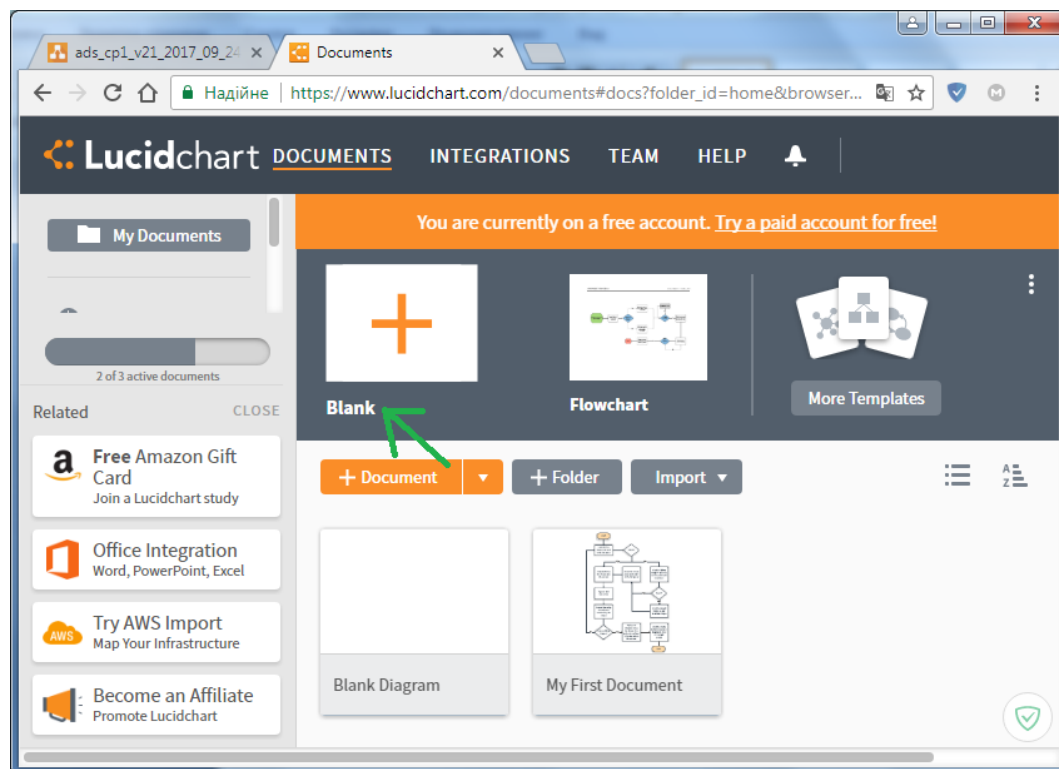 ads_cp1_v21_2017_09_24
Documents
Надійне
https://www.lucidchart.com/documents#docs?folder_id=home&browser...
Lucidchart
DOCUMENTS
INTEGRATIONS
TEAM
HELP
My Documents
2 of 3 active documents
Related
CLOSE
Free Amazon Gift
Card
Join a Lucidchart study
Office Integration
Word, PowerPoint, Excel
AWS
Try AWS Import
Map Your Infrastructure
Become an Affiliate
Promote Lucidchart
You are currently on a free account. Try a paid account for free!
Blank
Flowchart
More Templates
+ Document
+ Folder
Import
A
Z
Blank Diagram
My First Document